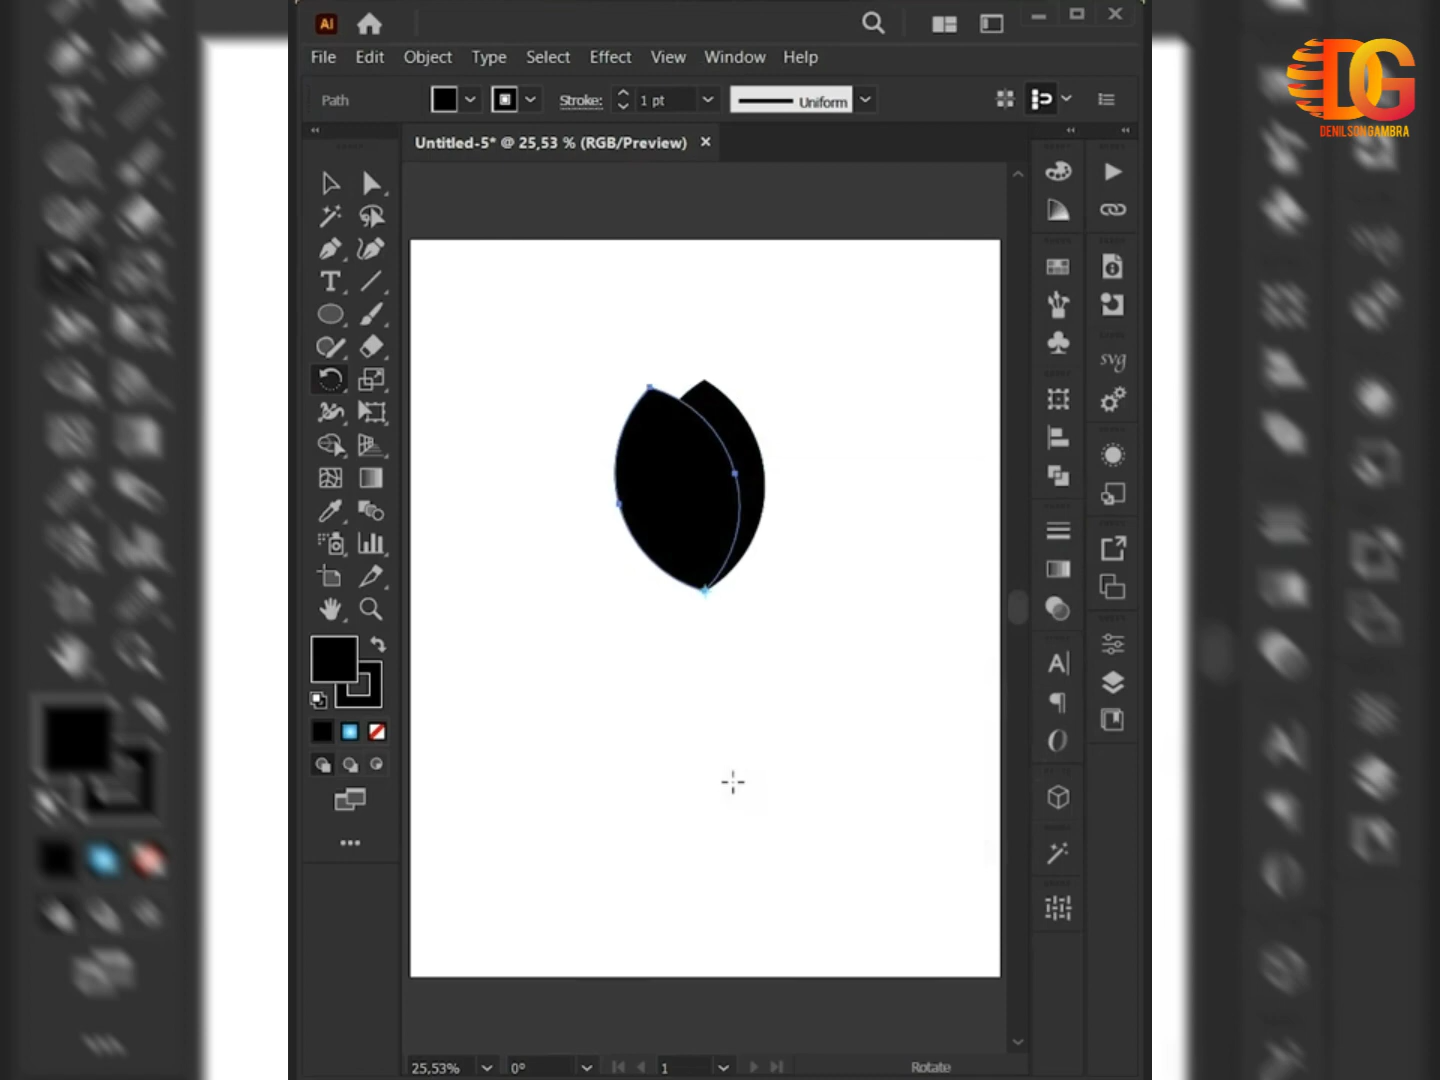 Ai
File Edit Object Type Select Effect View Window Help
Path Stroke: 1 pt Uniform
DG
DENILSONGAMBRA
Untitled-5* @ 25,53 % (RGB/Preview)
svg
25,53% 0° 1 Rotate